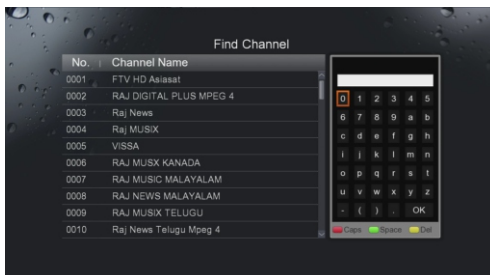 Find Channel
No. | Channel Name
0001 FTV HD Asiasat
0002 RAJ DIGITAL PLUS MPEG 4
0003 Raj News
0004 Raj MUSIX
0005 VISSA
0006 RAJ MUSX KANADA
0007 RAJ MUSIC MALAYALAM
0008 RAJ NEWS MALAYALAM
0009 RAJ MUSIX TELUGU
0010 Raj News Telugu Mpeg 4
0 1 2 3 4 5
6 7 8 9 a b
c d e f g h
i j k l m n
o p q r s t
u v w x y z
- ( ) . OK
Caps Space Del